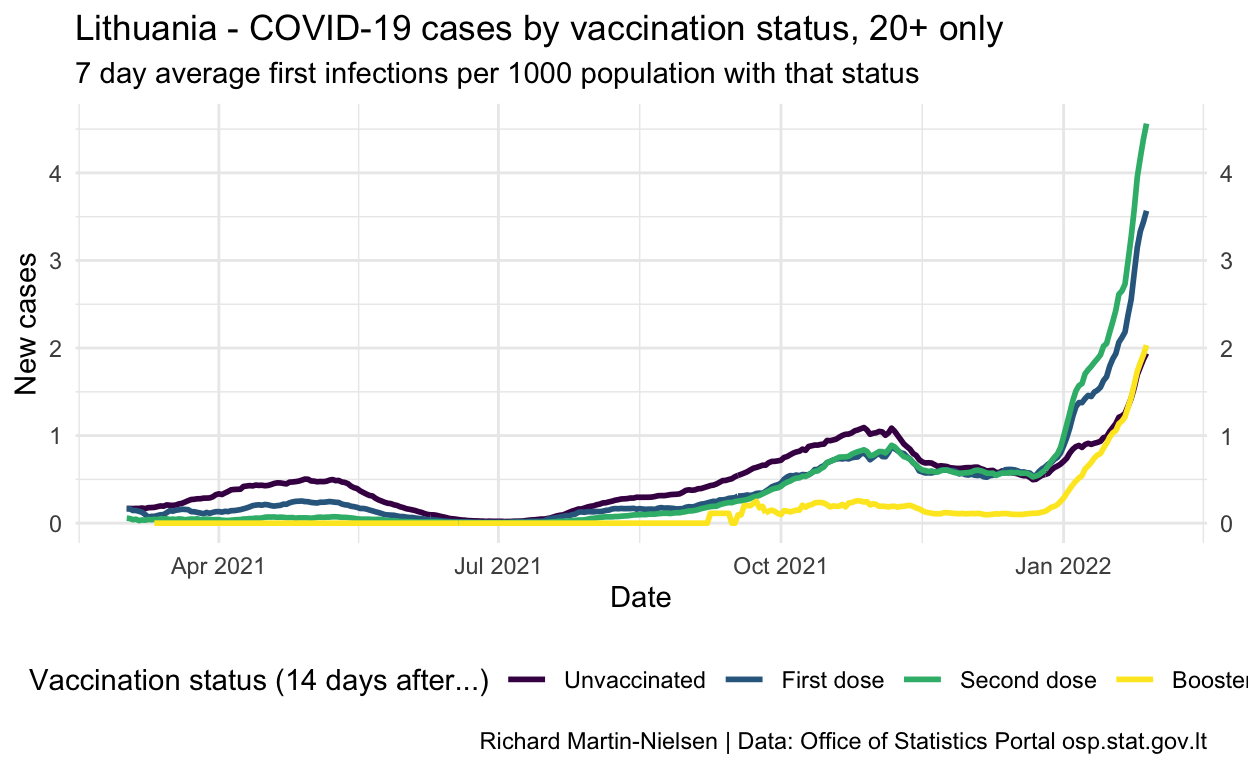 Lithuania - COVID-19 cases by vaccination status, 20+ only
7 day average first infections per 1000 population with that status
4 4
3 3
New cases
2 2
1 1
0 0
Apr 2021 Jul 2021 Oct 2021 Jan 2022
Date
Vaccination status (14 days after...) Unvaccinated First dose Second dose Booster
Richard Martin-Nielsen | Data: Office of Statistics Portal osp.stat.gov.lt